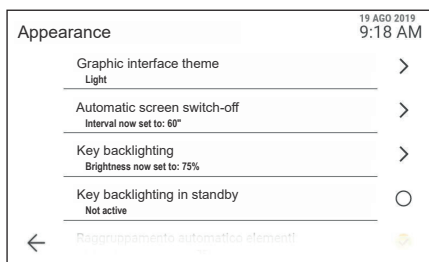 19 AGO 2019
Appearance
9:18 AM
Graphic interface theme
Light
Automatic screen switch-off
Interval now set to: 60"
Key backlighting
Brightness now set to: 75%
Key backlighting in standby
Not active
Raggruppamento automatico elementi